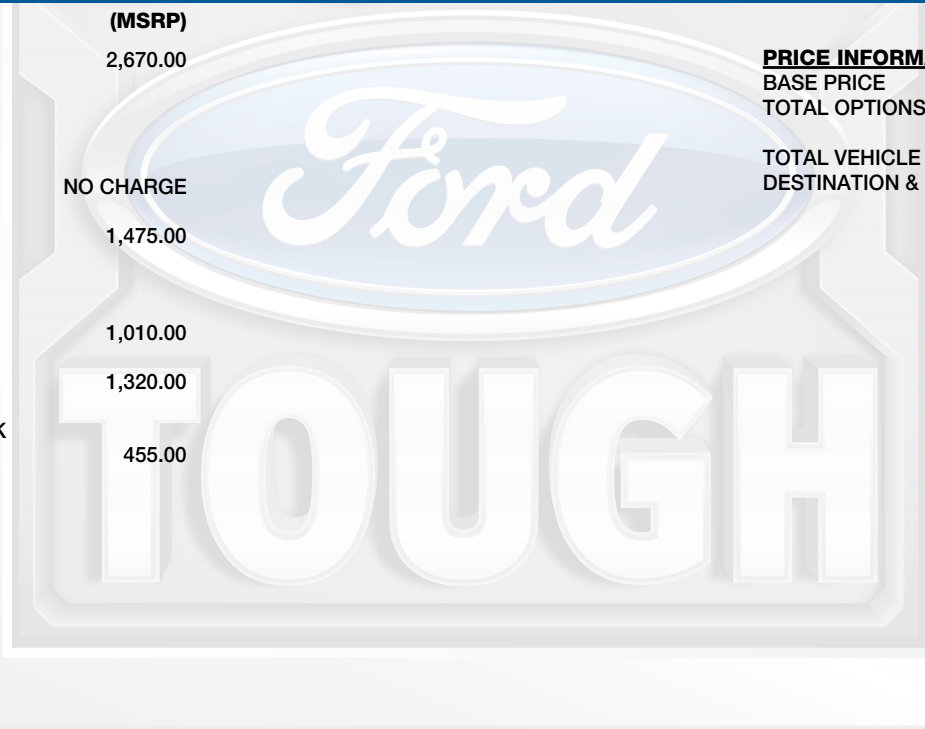 (MSRP)
2,670.00
NO CHARGE
1,475.00
1,010.00
1,320.00
K
455.00
PRICE INFORMA
BASE PRICE
TOTAL OPTIONS
TOTAL VEHICLE
DESTINATION &
Ford
TOUGH